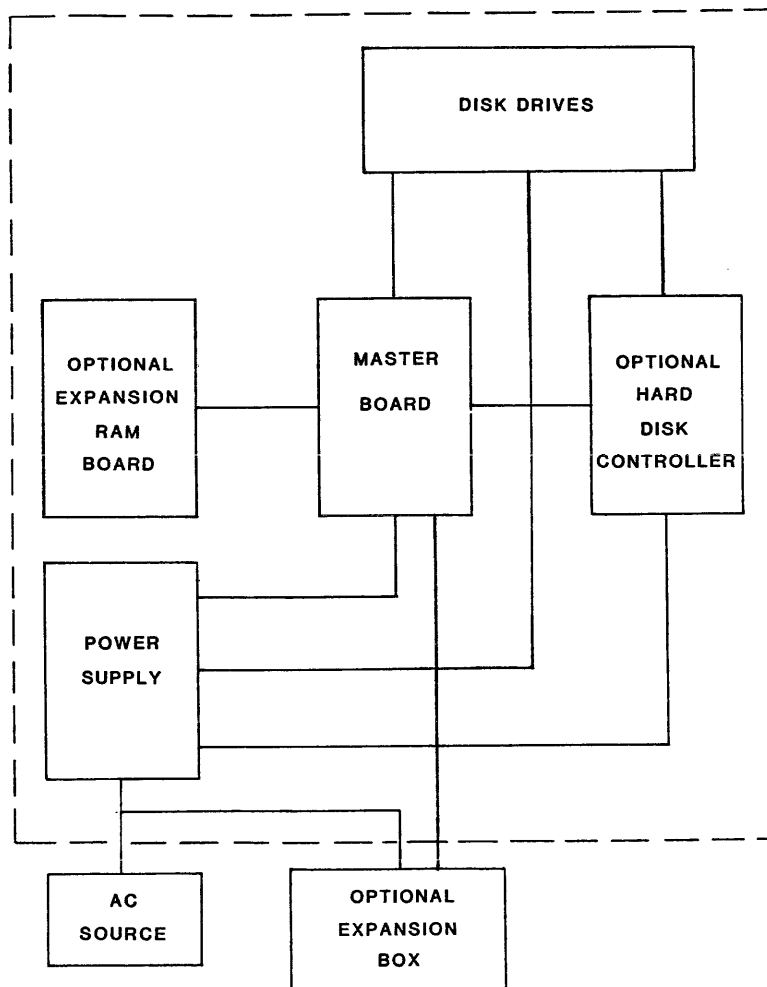 DISK DRIVES
OPTIONAL
EXPANSION
RAM
BOARD
MASTER
BOARD
OPTIONAL
HARD
DISK
CONTROLLER
POWER
SUPPLY
AC
SOURCE
OPTIONAL
EXPANSION
BOX